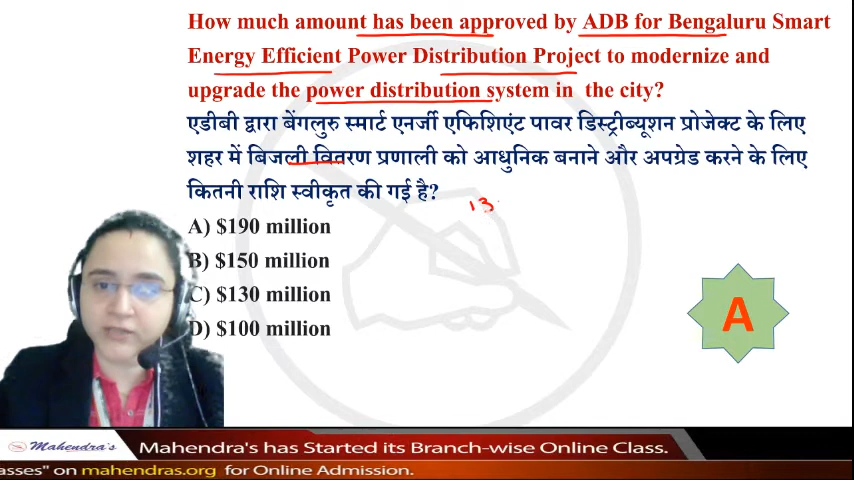 How much amount has been approved by ADB for Bengaluru Smart
Energy Efficient Power Distribution Project to modernize and
upgrade the power distribution system in the city?
एडीबी द्वारा बेंगलुरु स्मार्ट एनर्जी एफिशिएंट पावर डिस्ट्रीब्यूशन प्रोजेक्ट के लिए
शहर में बिजली वितरण प्रणाली को आधुनिक बनाने और अपग्रेड करने के लिए
कितनी राशि स्वीकृत की गई है?
13
A) $190 million
B) $150 million
C) $130 million
D) $100 million
A
Mahendra's
Mahendra's has Started its Branch-wise Online Class.
asses" on mahendras.org for Online Admission.